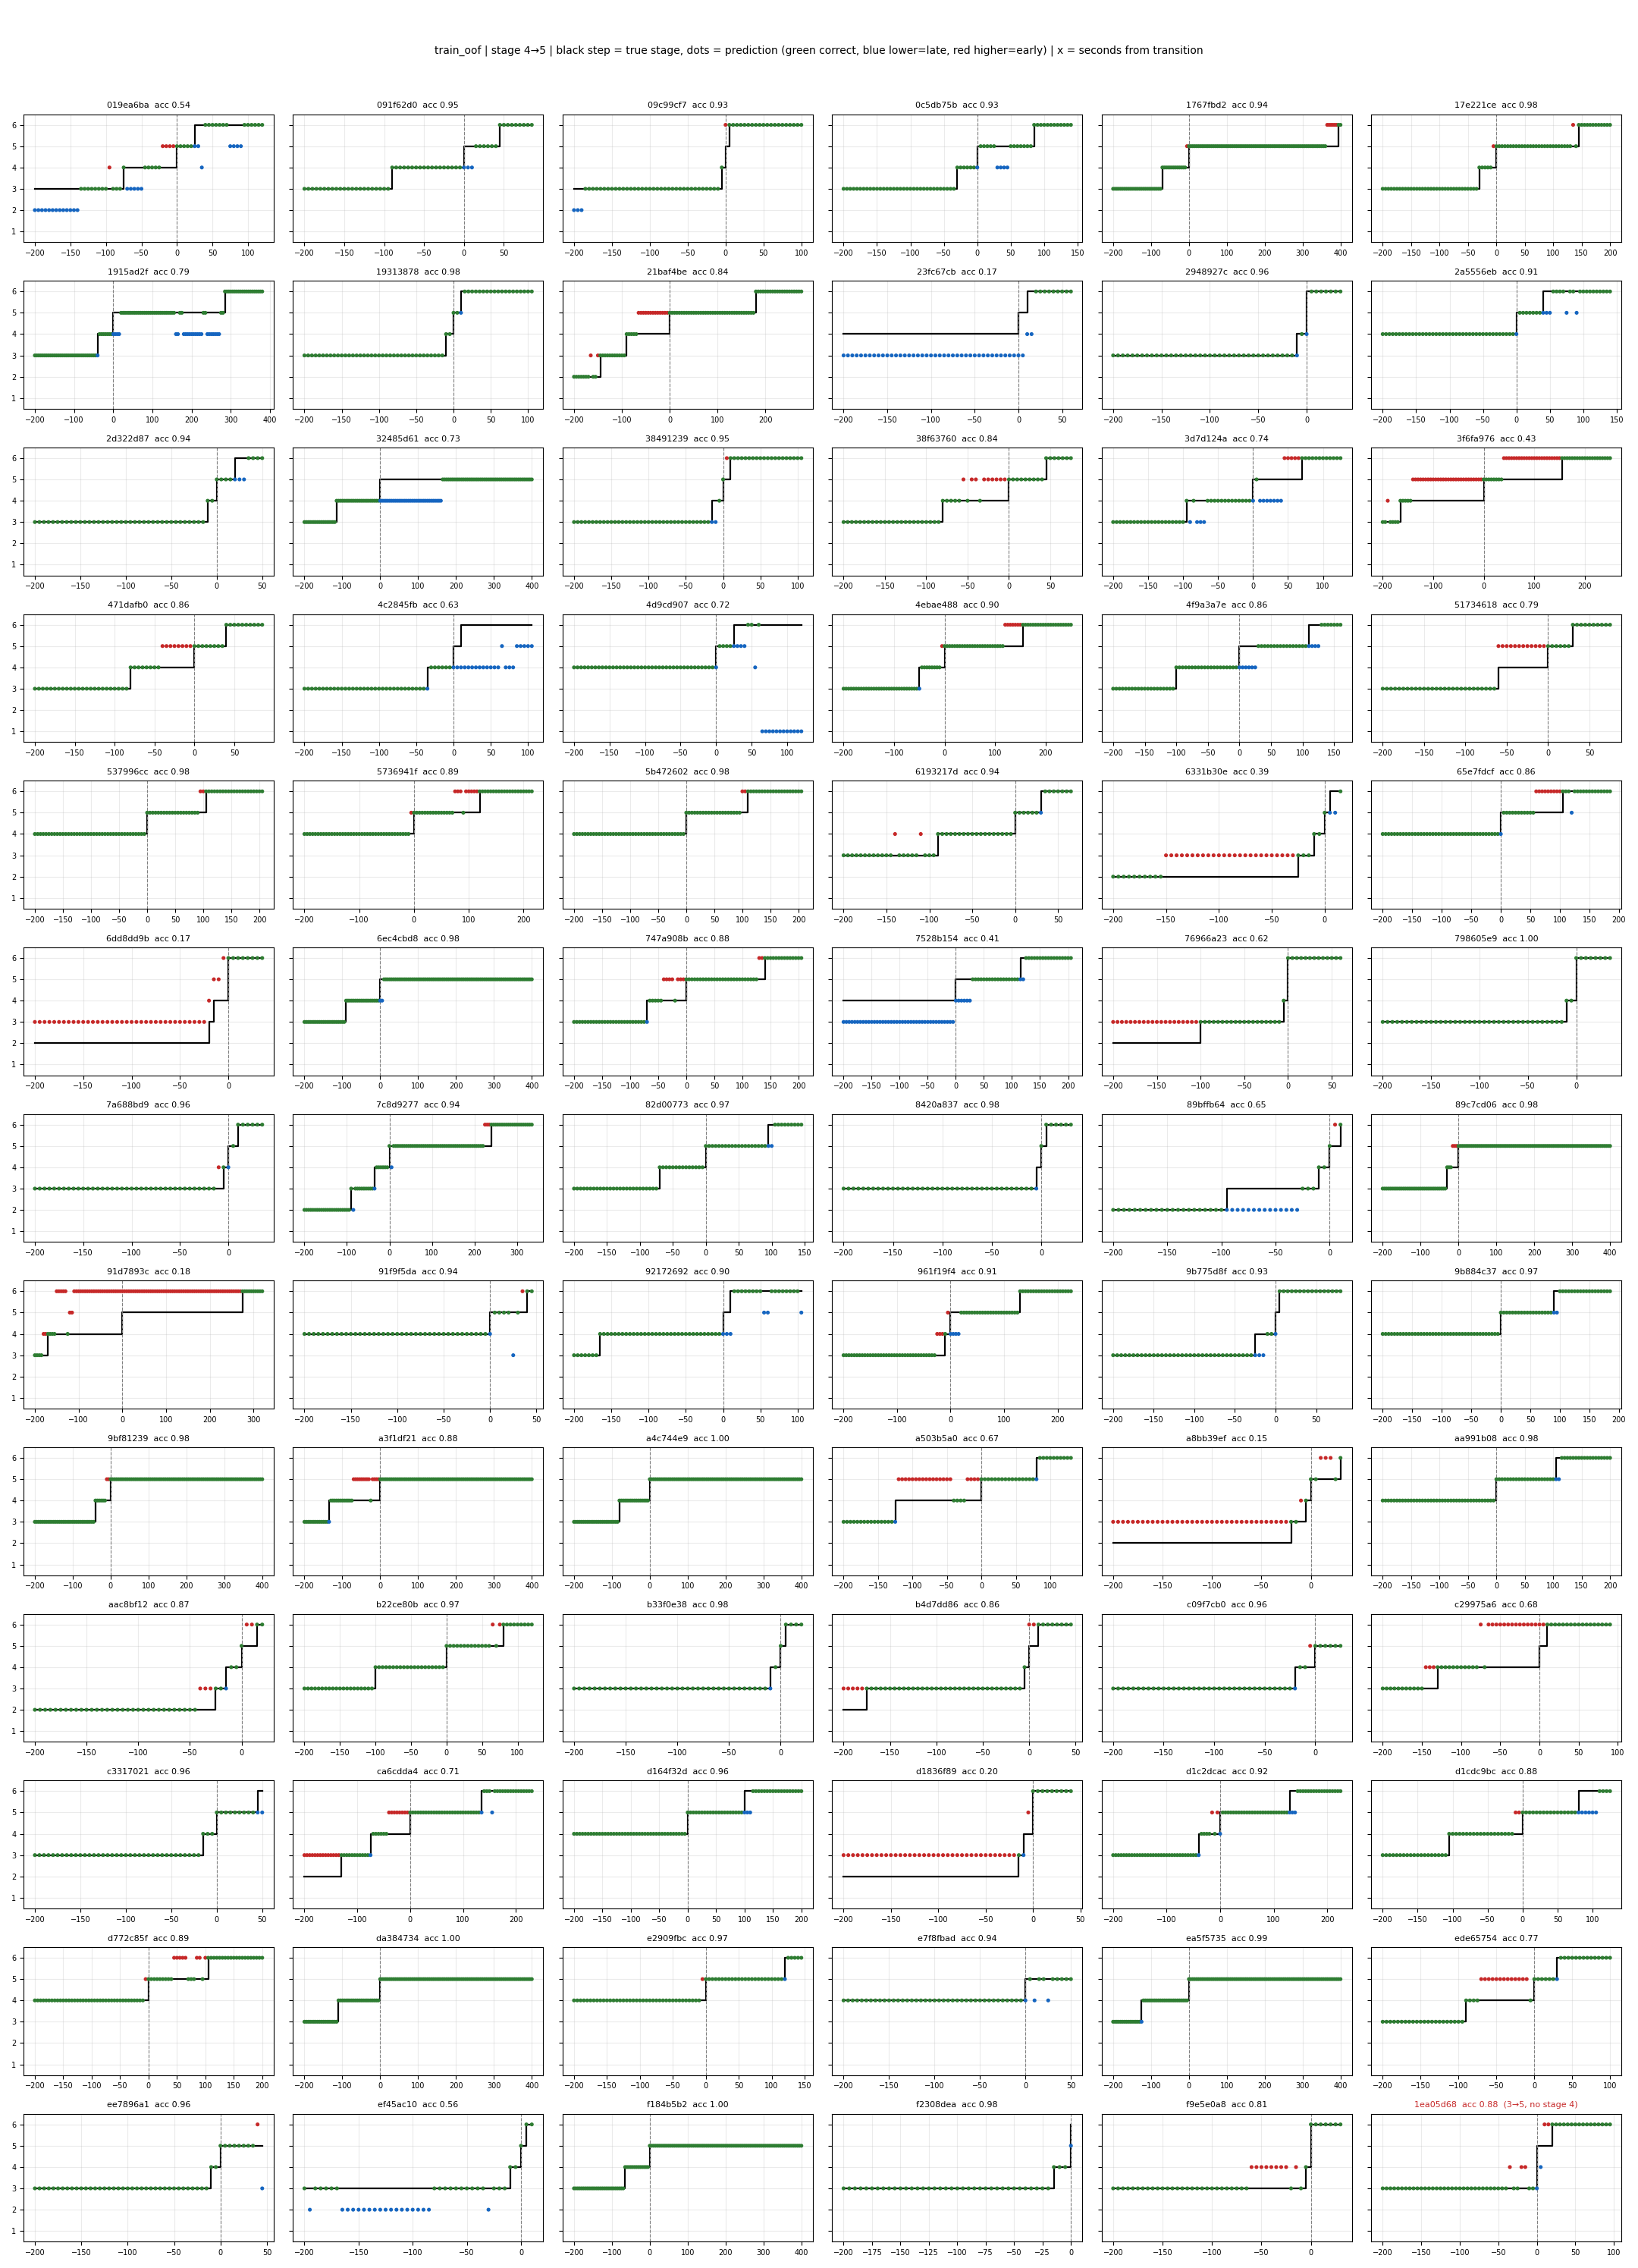 train_oof | stage 4→5 | black step = true stage, dots = prediction (green correct, blue lower=late, red higher=early) | x = seconds from transition
019ea6ba acc 0.54
091f62d0 acc 0.95
09c99cf7 acc 0.93
0c5db75b acc 0.93
1767fbd2 acc 0.94
17e221ce acc 0.98
1915ad2f acc 0.79
19313878 acc 0.98
21baf4be acc 0.84
23fc67cb acc 0.17
2948927c acc 0.96
2a5556eb acc 0.91
2d322d87 acc 0.94
32485d61 acc 0.73
38491239 acc 0.95
38f63760 acc 0.84
3d7d124a acc 0.74
3f6fa976 acc 0.43
471dafb0 acc 0.86
4c2845fb acc 0.63
4d9cd907 acc 0.72
4ebae488 acc 0.90
4f9a3a7e acc 0.86
51734618 acc 0.79
537996cc acc 0.98
5736941f acc 0.89
5b472602 acc 0.98
6193217d acc 0.94
6331b30e acc 0.39
65e7fdcf acc 0.86
6dd8dd9b acc 0.17
6ec4cbd8 acc 0.98
747a908b acc 0.88
7528b154 acc 0.41
76966a23 acc 0.62
798605e9 acc 1.00
7a688bd9 acc 0.96
7c8d9277 acc 0.94
82d00773 acc 0.97
8420a837 acc 0.98
89bffb64 acc 0.65
89c7cd06 acc 0.98
91d7893c acc 0.18
91f9f5da acc 0.94
92172692 acc 0.90
961f19f4 acc 0.91
9b775d8f acc 0.93
9b884c37 acc 0.97
9bf81239 acc 0.98
a3f1df21 acc 0.88
a4c744e9 acc 1.00
a503b5a0 acc 0.67
a8bb39ef acc 0.15
aa991b08 acc 0.98
aac8bf12 acc 0.87
b22ce80b acc 0.97
b33f0e38 acc 0.98
b4d7dd86 acc 0.86
c09f7cb0 acc 0.96
c29975a6 acc 0.68
c3317021 acc 0.96
ca6cdda4 acc 0.71
d164f32d acc 0.96
d1836f89 acc 0.20
d1c2dcac acc 0.92
d1cdc9bc acc 0.88
d772c85f acc 0.89
da384734 acc 1.00
e2909fbc acc 0.97
e7f8fbad acc 0.94
ea5f5735 acc 0.99
ede65754 acc 0.77
ee7896a1 acc 0.96
ef45ac10 acc 0.56
f184b5b2 acc 1.00
f2308dea acc 0.98
f9e5e0a8 acc 0.81
1ea05d68 acc 0.88 (3→5, no stage 4)